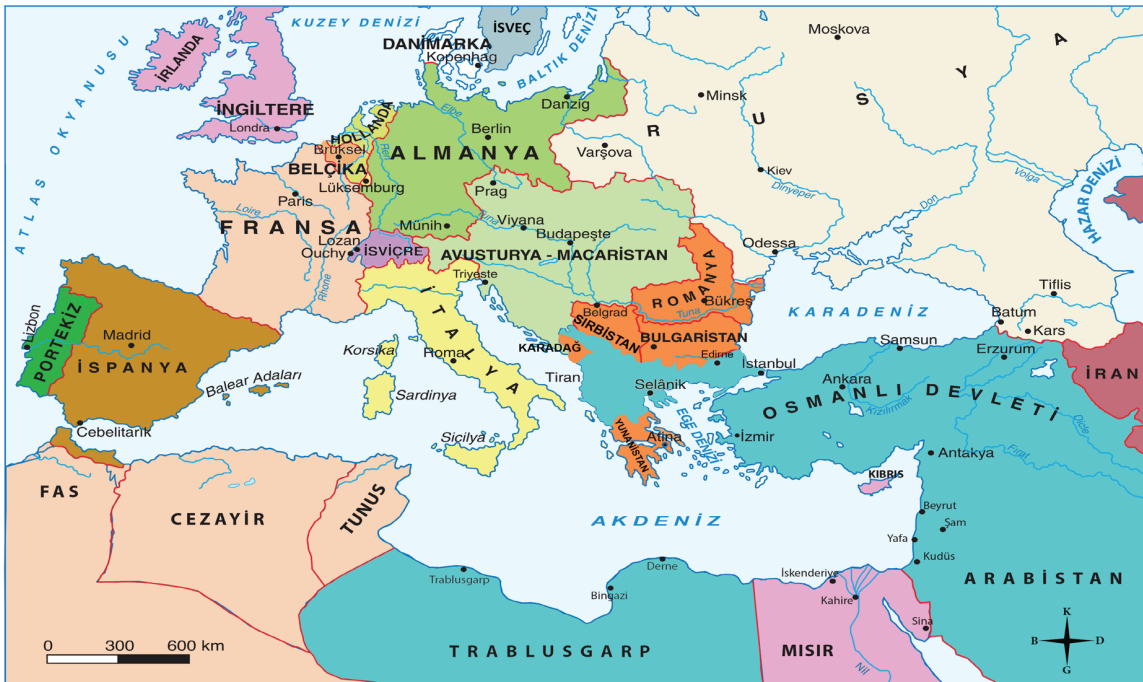 KUZEY DENİZİ
İSVEÇ
BALTIK DENİZİ
Moskova
İRLANDA
DANİMARKA
Kopenhag
ATLAS OKYANUSU
İNGİLTERE
Londra
HOLLANDA
Elbe
Danzig
Minsk
RUSYA
Berlin
Brüksel
Ren
ALMANYA
Varşova
BELÇİKA
Lüksemburg
Prag
Kiev
Dinyeper
Volga
Paris
Don
HAZAR DENİZİ
Loire
FRANSA
Münih
Tuna
Viyana
Budapeşte
Lozan
Ouchy
İSVİÇRE
AVUSTURYA - MACARİSTAN
Odessa
Triyeste
Rhone
ROMANYA
Bükreş
Tuna
Belgrad
Tiflis
Batum
Kars
KARADENİZ
İTALYA
SIRBİSTAN
BULGARİSTAN
Lizbon
PORTEKİZ
Madrid
İSPANYA
Korsika
Roma
KARADAĞ
Edirne
İstanbul
Samsun
Erzurum
Tiran
İRAN
Balear Adaları
Sardinya
Selânik
Ankara
Kızılırmak
OSMANLI DEVLETİ
Dicle
Fırat
Cebelitarık
Siçilya
YUNANİSTAN
Atina
EGE DENİZİ
İzmir
Antakya
FAS
CEZAYİR
TUNUS
KIBRIS
AKDENİZ
Beyrut
Şam
Yafa
Kudüs
Trablusgarp
Derne
Bingazi
İskenderiye
Kahire
ARABİSTAN
Sina
TRABLUSGARP
MISIR
Nil
0 300 600 km
K
B D
G